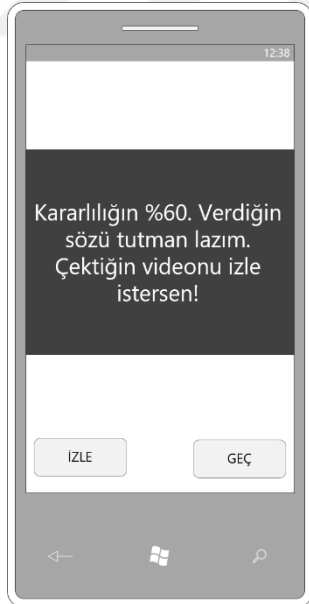 12:38
Kararlılığın %60. Verdiğin
sözü tutman lazım.
Çektiğin videonu izle
istersen!
İZLE
GEÇ